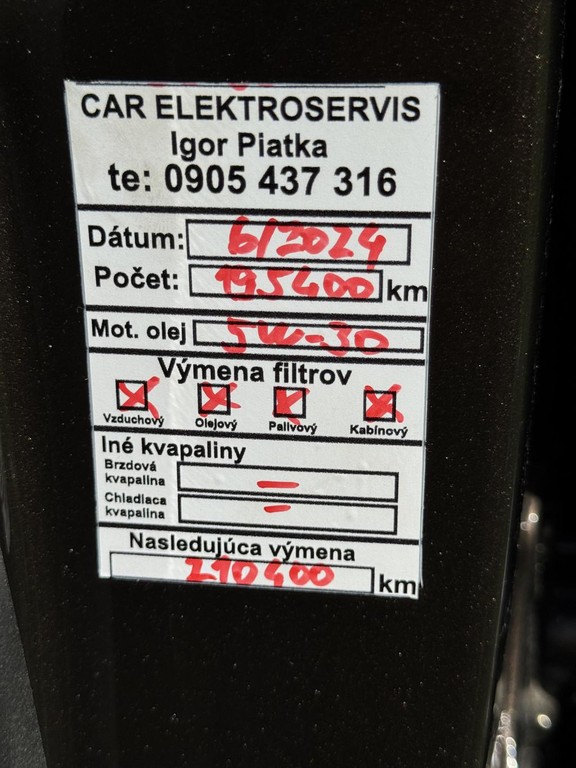 CAR ELEKTROSERVIS
Igor Piatka
te: 0905 437 316
Dátum: 6/2024
Počet: 195400 km
Mot. olej 5W-30
Výmena filtrov
Vzduchový Olejový Palivový Kabínový
Iné kvapaliny
Brzdová
kvapalina –
Chladiaca
kvapalina –
Nasledujúca výmena
210400 km